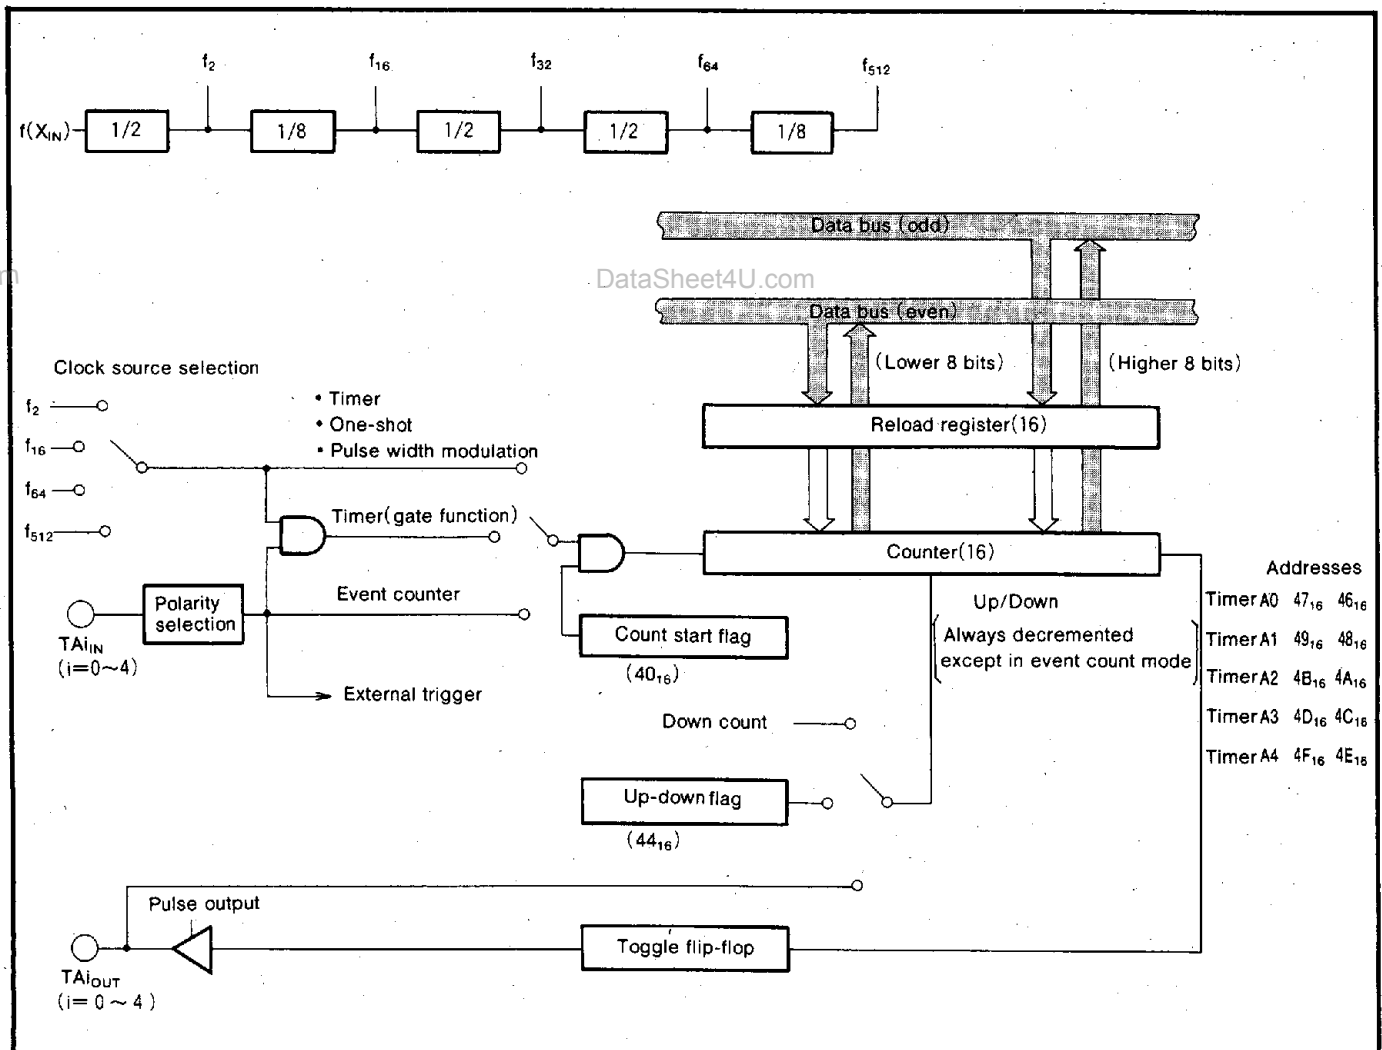 f₂ f₁₆ f₃₂ f₆₄ f₅₁₂
f(X_IN) 1/2 1/8 1/2 1/2 1/8
Data bus (odd)
DataSheet4U.com
Data bus (even)
(Lower 8 bits) (Higher 8 bits)
Clock source selection
f₂
f₁₆
f₆₄
f₅₁₂
• Timer
• One-shot
• Pulse width modulation
Reload register(16)
Timer(gate function)
Counter(16)
Polarity
selection
Event counter
TAi_IN
(i=0~4)
External trigger
Count start flag
(40₁₆)
Up/Down
(Always decremented
except in event count mode)
Addresses
Timer A0 47₁₆ 46₁₆
Timer A1 49₁₆ 48₁₆
Timer A2 4B₁₆ 4A₁₆
Timer A3 4D₁₆ 4C₁₆
Timer A4 4F₁₆ 4E₁₆
Down count
Up-down flag
(44₁₆)
Pulse output
Toggle flip-flop
TAi_OUT
(i= 0 ~ 4 )